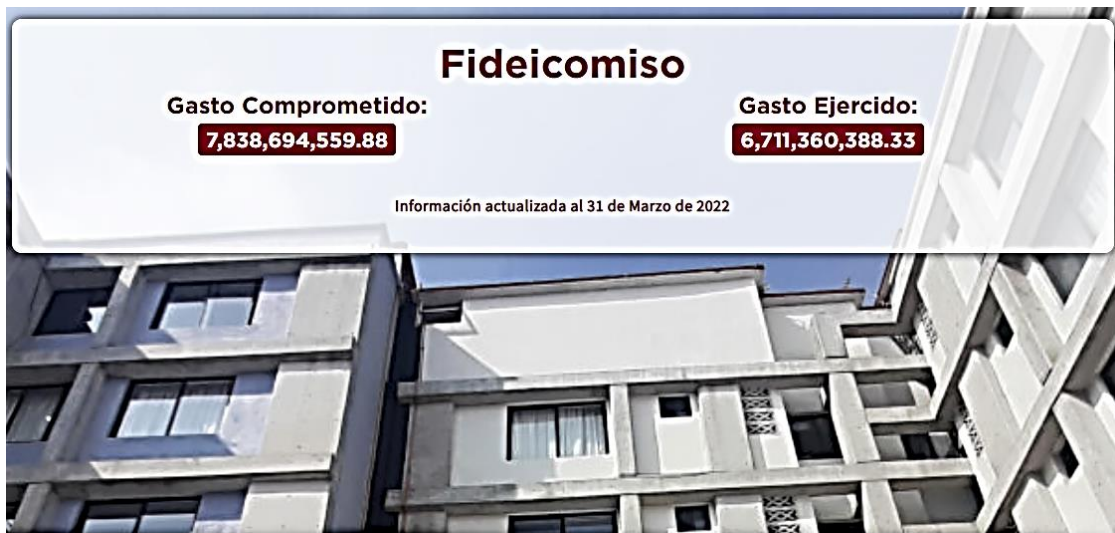 Fideicomiso
Gasto Comprometido:
7,838,694,559.88
Gasto Ejercido:
6,711,360,388.33
Información actualizada al 31 de Marzo de 2022